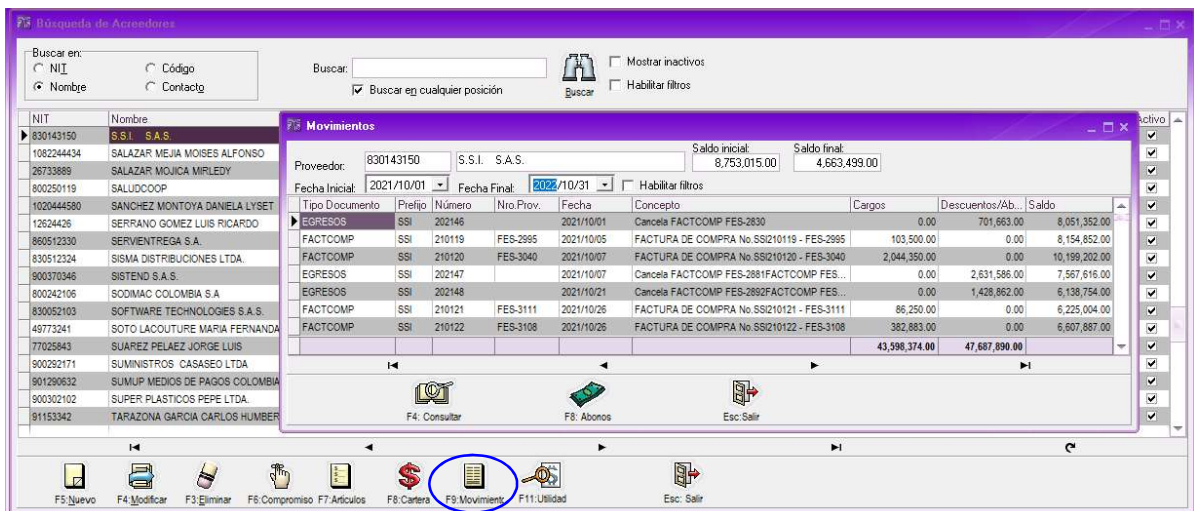 Búsqueda de Acreedores
Buscar en:
NIT
Código
Nombre
Contacto
Buscar:
Buscar en cualquier posición
Buscar
Mostrar inactivos
Habilitar filtros
NIT Nombre Activo
830143150 S.S.I. S.A.S.
1082244434 SALAZAR MEJIA MOISES ALFONSO
26733889 SALAZAR MOJICA MIRLEDY
800250119 SALUDCOOP
1020444580 SANCHEZ MONTOYA DANIELA LYSET
12624426 SERRANO GOMEZ LUIS RICARDO
860512330 SERVIENTREGA S.A.
830512324 SISMA DISTRIBUCIONES LTDA.
900370346 SISTEND S.A.S.
800242106 SODIMAC COLOMBIA S.A
830052103 SOFTWARE TECHNOLOGIES S.A.S.
49773241 SOTO LACOUTURE MARIA FERNANDA
77025843 SUAREZ PELAEZ JORGE LUIS
900292171 SUMINISTROS CASASEO LTDA
901290632 SUMUP MEDIOS DE PAGOS COLOMBIA
900302102 SUPER PLASTICOS PEPE LTDA.
91153342 TARAZONA GARCIA CARLOS HUMBER
Movimientos
Saldo inicial: Saldo final:
Proveedor: 830143150 S.S.I. S.A.S. 8,753,015.00 4,663,499.00
Fecha Inicial: 2021/10/01 Fecha Final: 2022/10/31 Habilitar filtros
Tipo Documento Prefijo Número Nro.Prov. Fecha Concepto Cargos Descuentos/Ab... Saldo
EGRESOS SSI 202146 2021/10/01 Cancela FACTCOMP FES-2830 0.00 701,663.00 8,051,352.00
FACTCOMP SSI 210119 FES-2995 2021/10/05 FACTURA DE COMPRA No.SSI210119 - FES-2995 103,500.00 0.00 8,154,852.00
FACTCOMP SSI 210120 FES-3040 2021/10/07 FACTURA DE COMPRA No.SSI210120 - FES-3040 2,044,350.00 0.00 10,199,202.00
EGRESOS SSI 202147 2021/10/07 Cancela FACTCOMP FES-2881FACTCOMP FES... 0.00 2,631,586.00 7,567,616.00
EGRESOS SSI 202148 2021/10/21 Cancela FACTCOMP FES-2892FACTCOMP FES... 0.00 1,428,862.00 6,138,754.00
FACTCOMP SSI 210121 FES-3111 2021/10/26 FACTURA DE COMPRA No.SSI210121 - FES-3111 86,250.00 0.00 6,225,004.00
FACTCOMP SSI 210122 FES-3108 2021/10/26 FACTURA DE COMPRA No.SSI210122 - FES-3108 382,883.00 0.00 6,607,887.00
43,598,374.00 47,687,890.00
F4: Consultar F8: Abonos Esc:Salir
F5:Nuevo F4:Modificar F3:Eliminar F6:Compromiso F7:Articulos F8:Cartera F9:Movimiento F11:Utilidad Esc: Salir